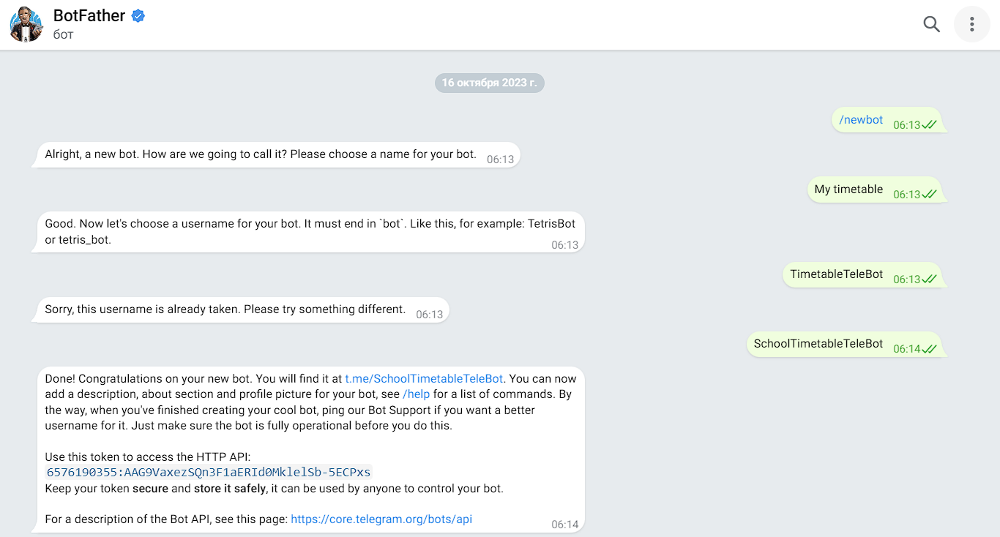 BotFather
бот
16 октября 2023 г.
/newbot 06:13
Alright, a new bot. How are we going to call it? Please choose a name for your bot. 06:13
My timetable 06:13
Good. Now let's choose a username for your bot. It must end in `bot`. Like this, for example: TetrisBot
or tetris_bot. 06:13
TimetableTeleBot 06:13
Sorry, this username is already taken. Please try something different. 06:13
SchoolTimetableTeleBot 06:14
Done! Congratulations on your new bot. You will find it at t.me/SchoolTimetableTeleBot. You can now
add a description, about section and profile picture for your bot, see /help for a list of commands. By
the way, when you've finished creating your cool bot, ping our Bot Support if you want a better
username for it. Just make sure the bot is fully operational before you do this.
Use this token to access the HTTP API:
6576190355:AAG9VaxezSQn3F1aERId0MklelSb-5ECPxs
Keep your token secure and store it safely, it can be used by anyone to control your bot.
For a description of the Bot API, see this page: https://core.telegram.org/bots/api 06:14